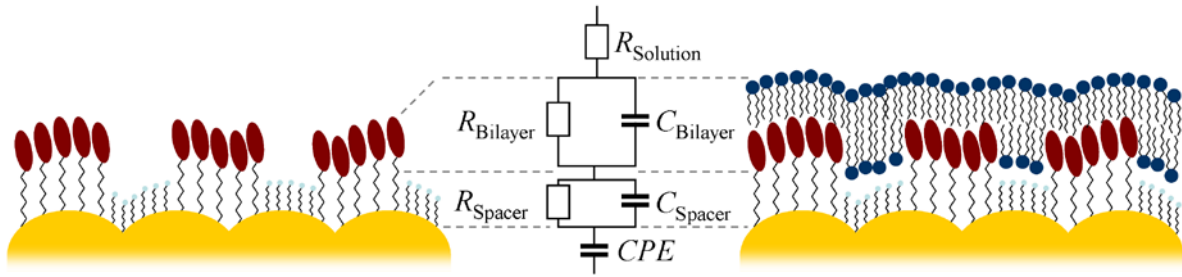 R_Solution
R_Bilayer C_Bilayer
R_Spacer C_Spacer
CPE